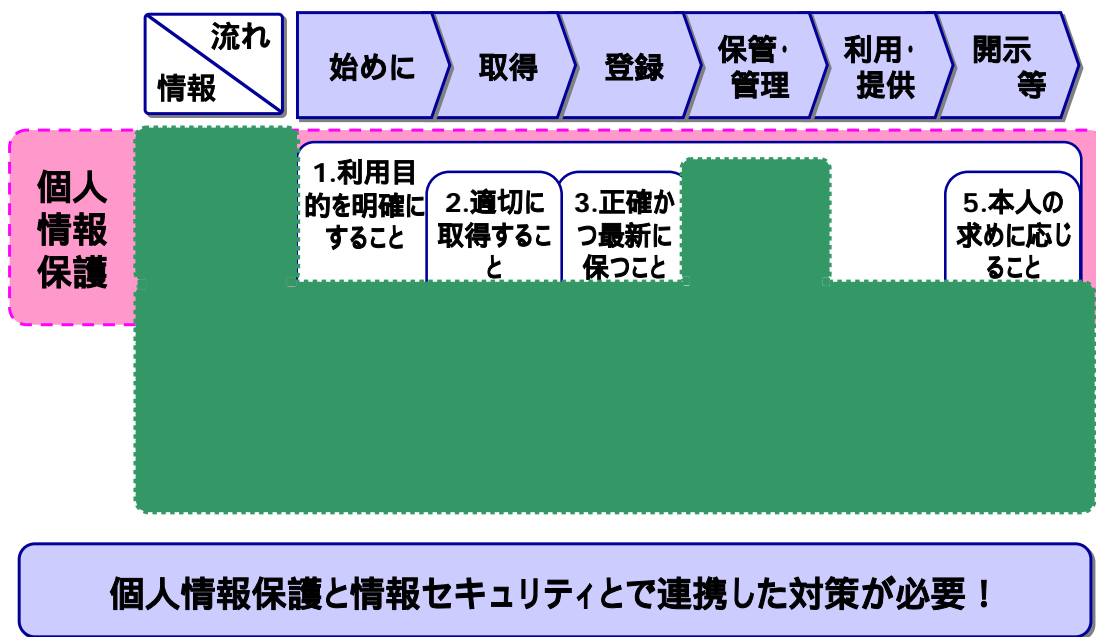 流れ
情報
始めに
取得
登録
保管・
管理
利用・
提供
開示
等
個人
情報
保護
1.利用目
的を明確に
すること
2.適切に
取得するこ
と
3.正確か
つ最新に
保つこと
5.本人の
求めに応じ
ること
個人情報保護と情報セキュリティとで連携した対策が必要！